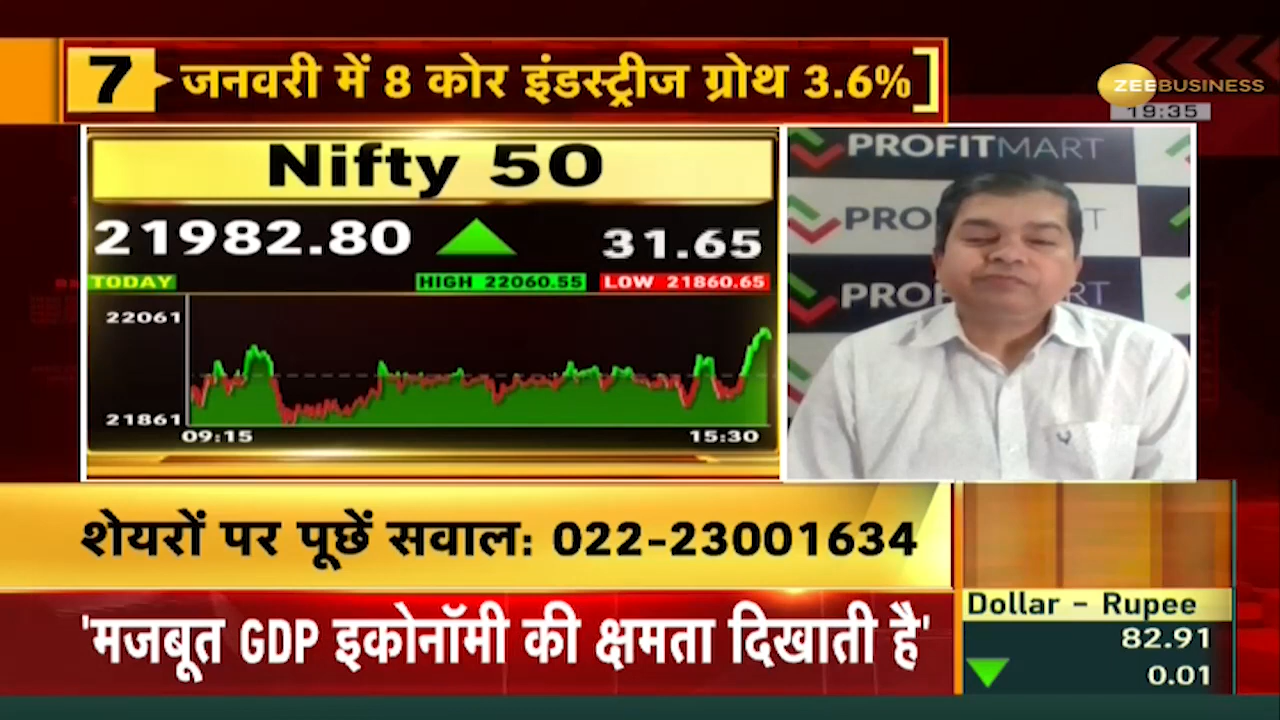 7 जनवरी में 8 कोर इंडस्ट्रीज ग्रोथ 3.6%
ZEEBUSINESS
19:35
Nifty 50
21982.80 31.65
TODAY HIGH 22060.55 LOW 21860.65
22061
21861
09:15 15:30
PROFITMART
शेयरों पर पूछें सवाल: 022-23001634
'मजबूत GDP इकोनॉमी की क्षमता दिखाती है'
Dollar - Rupee
82.91
0.01